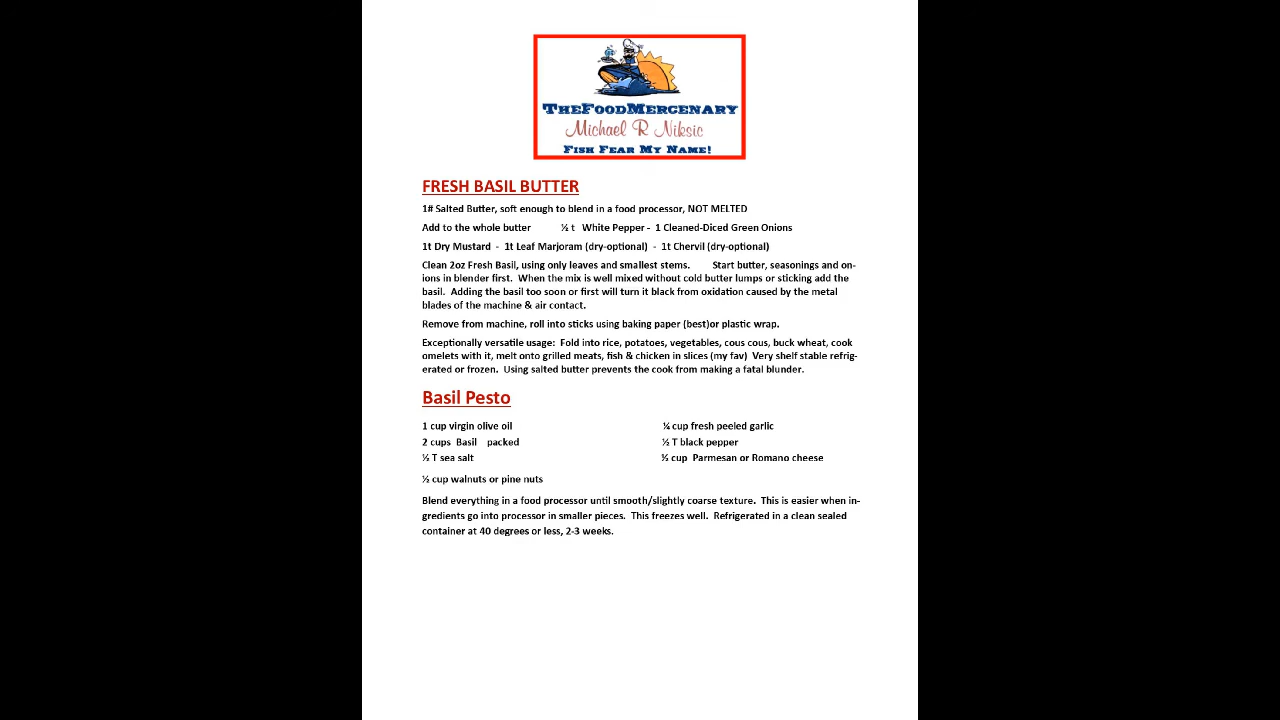 TheFoodMercenary
Michael R Niksic
Fish Fear My Name!
FRESH BASIL BUTTER
1# Salted Butter, soft enough to blend in a food processor, NOT MELTED
Add to the whole butter ½ t White Pepper - 1 Cleaned-Diced Green Onions
1t Dry Mustard - 1t Leaf Marjoram (dry-optional) - 1t Chervil (dry-optional)
Clean 2oz Fresh Basil, using only leaves and smallest stems. Start butter, seasonings and on-
ions in blender first. When the mix is well mixed without cold butter lumps or sticking add the
basil. Adding the basil too soon or first will turn it black from oxidation caused by the metal
blades of the machine & air contact.
Remove from machine, roll into sticks using baking paper (best)or plastic wrap.
Exceptionally versatile usage: Fold into rice, potatoes, vegetables, cous cous, buck wheat, cook
omelets with it, melt onto grilled meats, fish & chicken in slices (my fav) Very shelf stable refrig-
erated or frozen. Using salted butter prevents the cook from making a fatal blunder.
Basil Pesto
1 cup virgin olive oil ¼ cup fresh peeled garlic
2 cups Basil packed ½ T black pepper
½ T sea salt ½ cup Parmesan or Romano cheese
½ cup walnuts or pine nuts
Blend everything in a food processor until smooth/slightly coarse texture. This is easier when in-
gredients go into processor in smaller pieces. This freezes well. Refrigerated in a clean sealed
container at 40 degrees or less, 2-3 weeks.